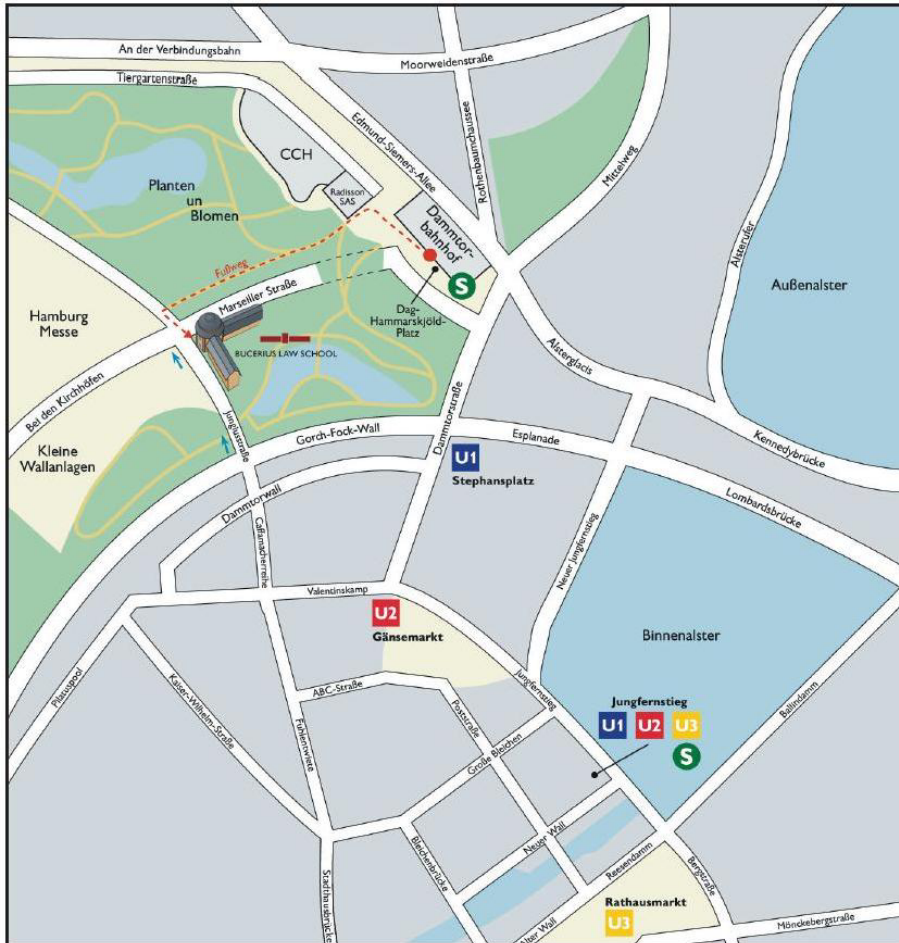 An der Verbindungsbahn
Moorweidenstraße
Tiergartenstraße
Edmund-Siemers-Allee
Rothenbaumchaussee
Mittelweg
CCH
Radisson
SAS
Planten
un
Blomen
Dammtor-
bahnhof
Alsterufer
Außenalster
Fußweg
S
Marseiller Straße
Dag-
Hammarskjöld-
Platz
Hamburg
Messe
BUCERIUS LAW SCHOOL
Alsterglacis
Bei den Kirchhöfen
Jungiusstraße
Dammtorstraße
Gorch-Fock-Wall
Esplanade
Kennedybrücke
Kleine
Wallanlagen
U1
Stephansplatz
Lombardsbrücke
Dammtorwall
Caffamacherreihe
Neuer Jungfernstieg
Valentinskamp
U2
Gänsemarkt
Binnenalster
Pilatuspool
Kaiser-Wilhelm-Straße
ABC-Straße
Jungfernstieg
Jungfernstieg
U1 U2 U3
S
Ballindamm
Poststraße
Fuhlentwiete
Große Bleichen
Neuer Wall
Bleichenbrücke
Reesendamm
Bergstraße
Stadthausbrücke
Alter Wall
Rathausmarkt
U3
Mönckebergstraße